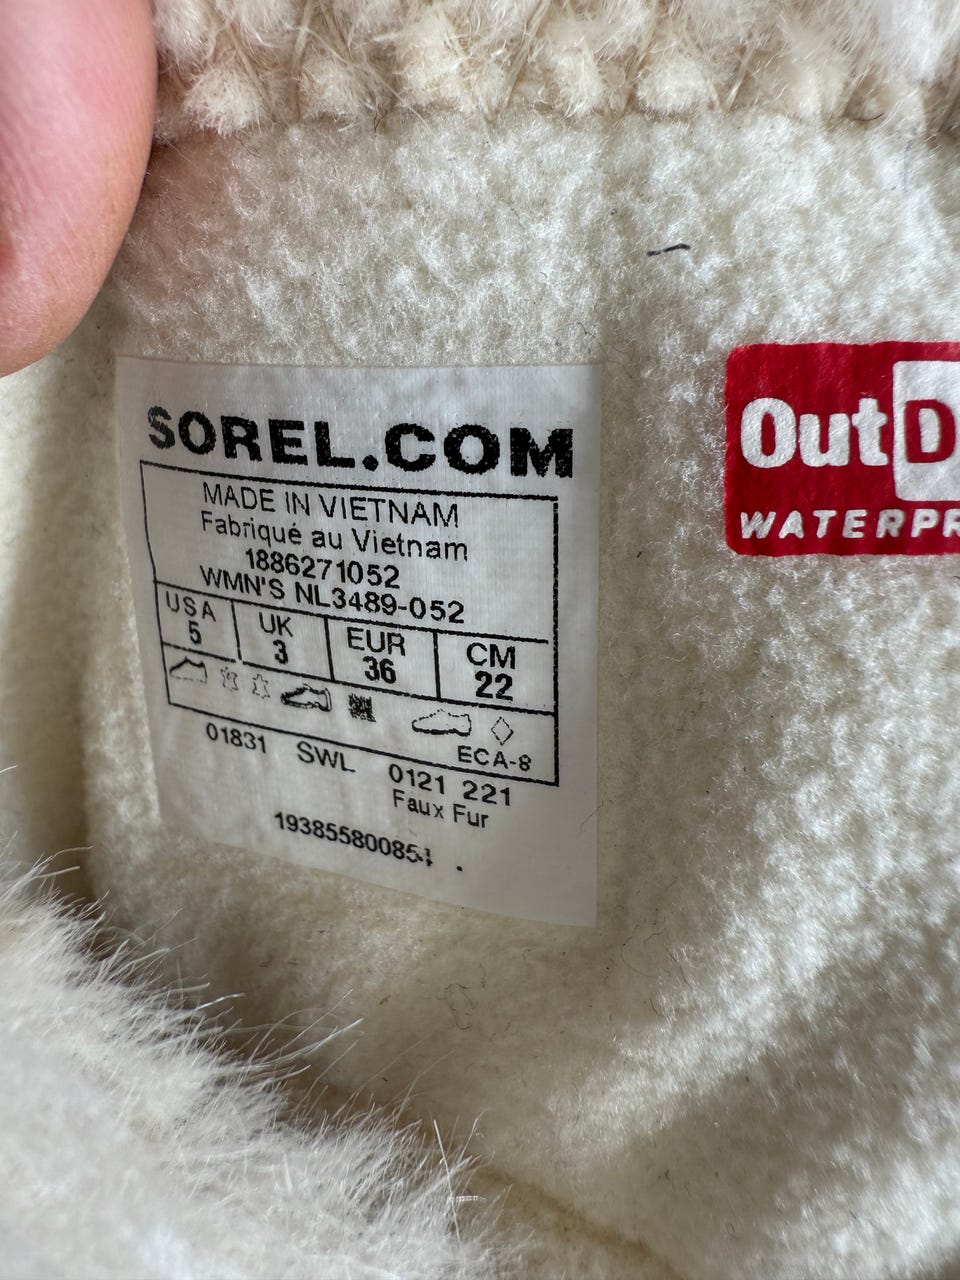 SOREL.COM
MADE IN VIETNAM
Fabriqué au Vietnam
1886271052
WMN'S NL3489-052
USA UK EUR CM
5 3 36 22
ECA-8
01831 SWL 0121 221
Faux Fur
193855800851
OutD
WATERPR